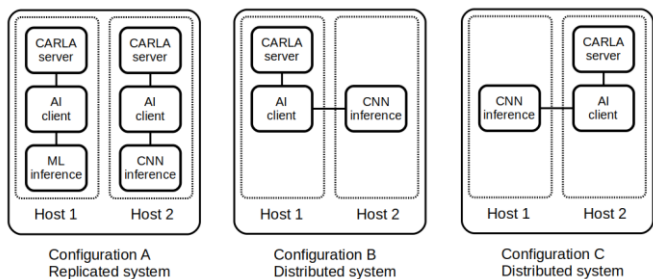 CARLA
server
AI
client
ML
inference
Host 1
CARLA
server
AI
client
CNN
inference
Host 2
Configuration A
Replicated system
CARLA
server
AI
client
Host 1
CNN
inference
Host 2
Configuration B
Distributed system
CNN
inference
Host 1
CARLA
server
AI
client
Host 2
Configuration C
Distributed system